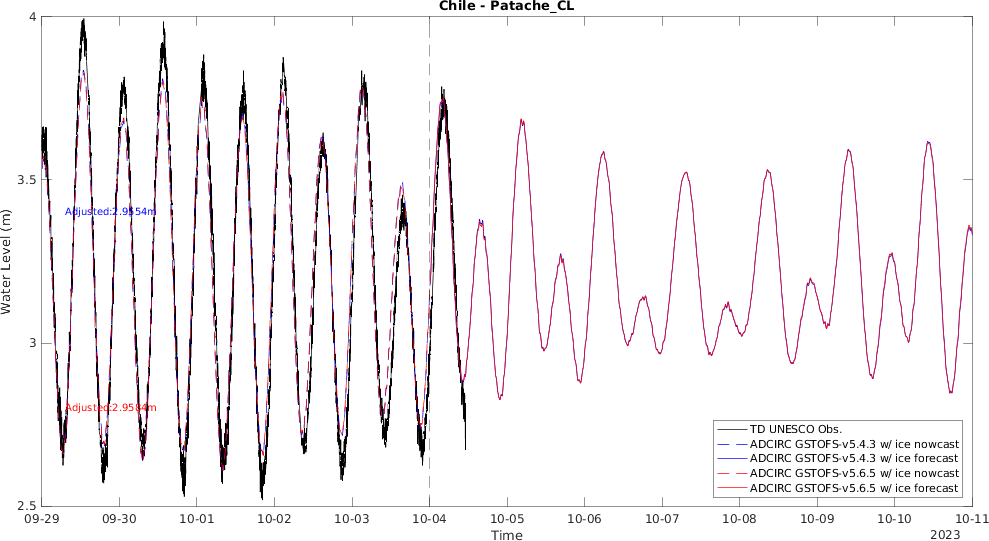 Chile - Patache_CL
4
3.5
3
2.5
Water Level (m)
Adjusted:2.9554m
Adjusted:2.9584m
TD UNESCO Obs.
ADCIRC GSTOFS-v5.4.3 w/ ice nowcast
ADCIRC GSTOFS-v5.4.3 w/ ice forecast
ADCIRC GSTOFS-v5.6.5 w/ ice nowcast
ADCIRC GSTOFS-v5.6.5 w/ ice forecast
09-29 09-30 10-01 10-02 10-03 10-04 10-05 10-06 10-07 10-08 10-09 10-10 10-11
Time
2023